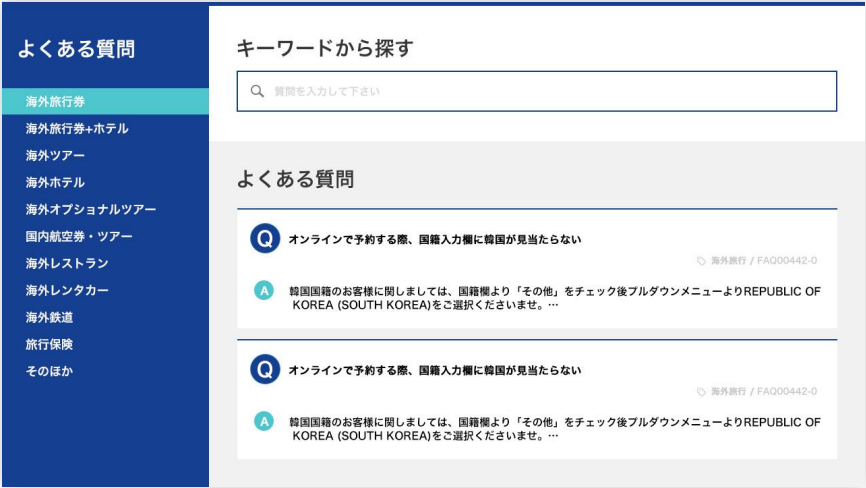 よくある質問
海外旅行券
海外旅行券+ホテル
海外ツアー
海外ホテル
海外オプショナルツアー
国内航空券・ツアー
海外レストラン
海外レンタカー
海外鉄道
旅行保険
そのほか
キーワードから探す
質問を入力して下さい
よくある質問
Q オンラインで予約する際、国籍入力欄に韓国が見当たらない
海外旅行 / FAQ00442-0
A 韓国国籍のお客様に関しましては、国籍欄より「その他」をチェック後プルダウンメニューよりREPUBLIC OF
KOREA (SOUTH KOREA)をご選択くださいませ。…
Q オンラインで予約する際、国籍入力欄に韓国が見当たらない
海外旅行 / FAQ00442-0
A 韓国国籍のお客様に関しましては、国籍欄より「その他」をチェック後プルダウンメニューよりREPUBLIC OF
KOREA (SOUTH KOREA)をご選択くださいませ。…